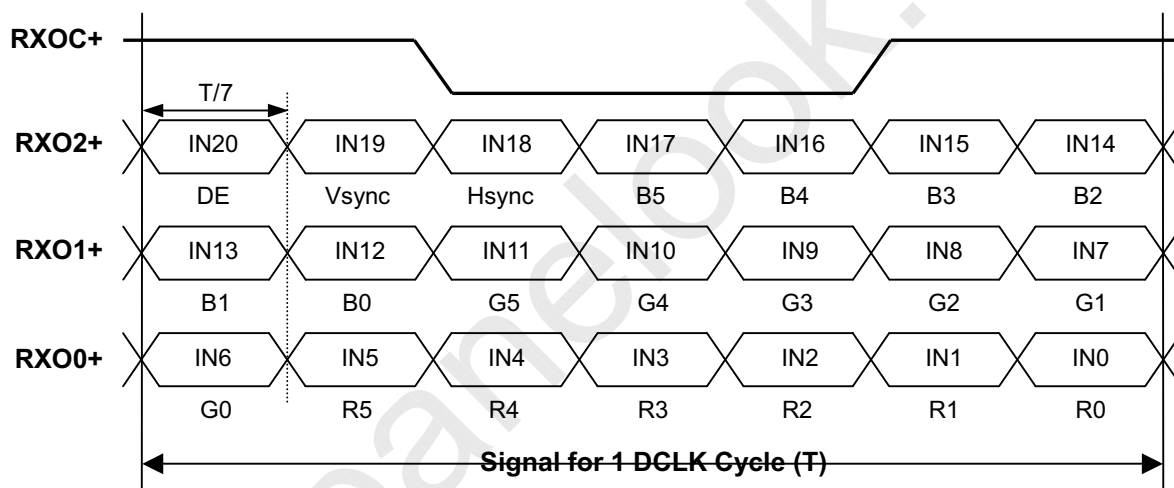 RXOC+
T/7
RXO2+ IN20 IN19 IN18 IN17 IN16 IN15 IN14
DE Vsync Hsync B5 B4 B3 B2
RXO1+ IN13 IN12 IN11 IN10 IN9 IN8 IN7
B1 B0 G5 G4 G3 G2 G1
RXO0+ IN6 IN5 IN4 IN3 IN2 IN1 IN0
G0 R5 R4 R3 R2 R1 R0
Signal for 1 DCLK Cycle (T)
panelook.